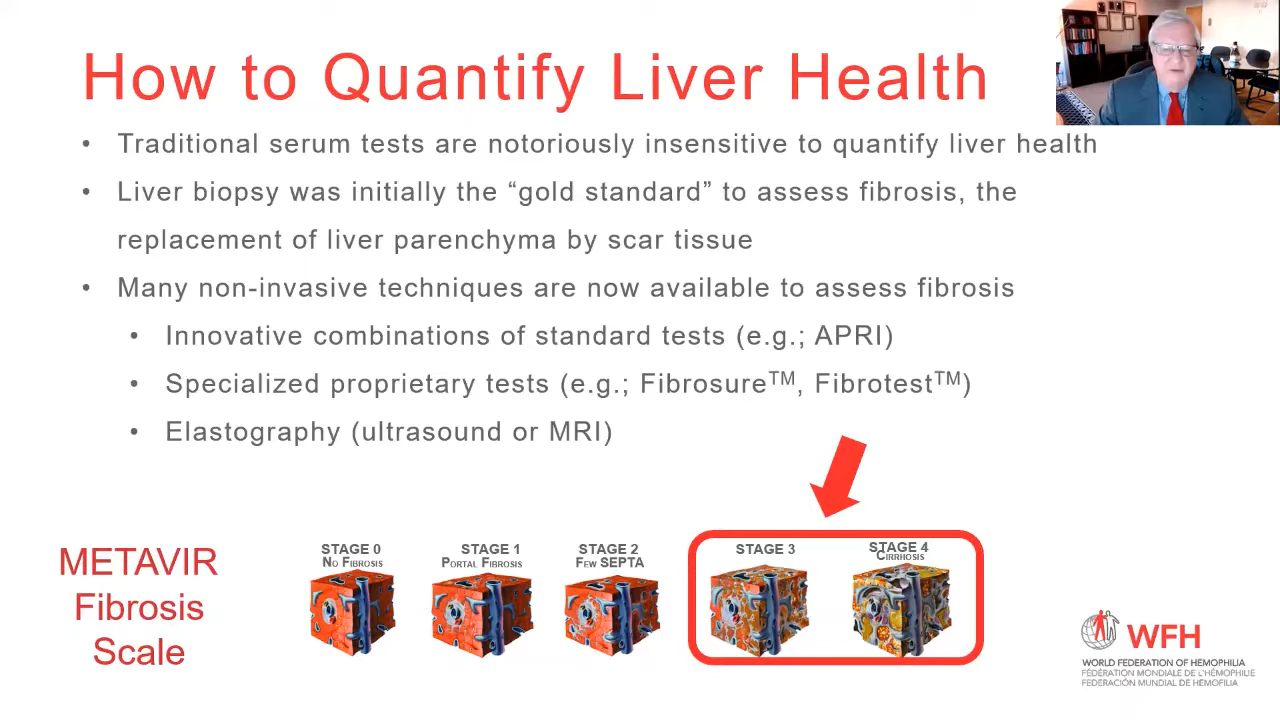 How to Quantify Liver Health
• Traditional serum tests are notoriously insensitive to quantify liver health
• Liver biopsy was initially the “gold standard” to assess fibrosis, the
replacement of liver parenchyma by scar tissue
• Many non-invasive techniques are now available to assess fibrosis
• Innovative combinations of standard tests (e.g.; APRI)
• Specialized proprietary tests (e.g.; Fibrosure™, Fibrotest™)
• Elastography (ultrasound or MRI)
METAVIR
Fibrosis
Scale
STAGE 0
NO FIBROSIS
STAGE 1
PORTAL FIBROSIS
STAGE 2
FEW SEPTA
STAGE 3
STAGE 4
CIRRHOSIS
WFH
WORLD FEDERATION OF HEMOPHILIA
FÉDÉRATION MONDIALE DE L'HÉMOPHILIE
FEDERACIÓN MUNDIAL DE HEMOFILIA